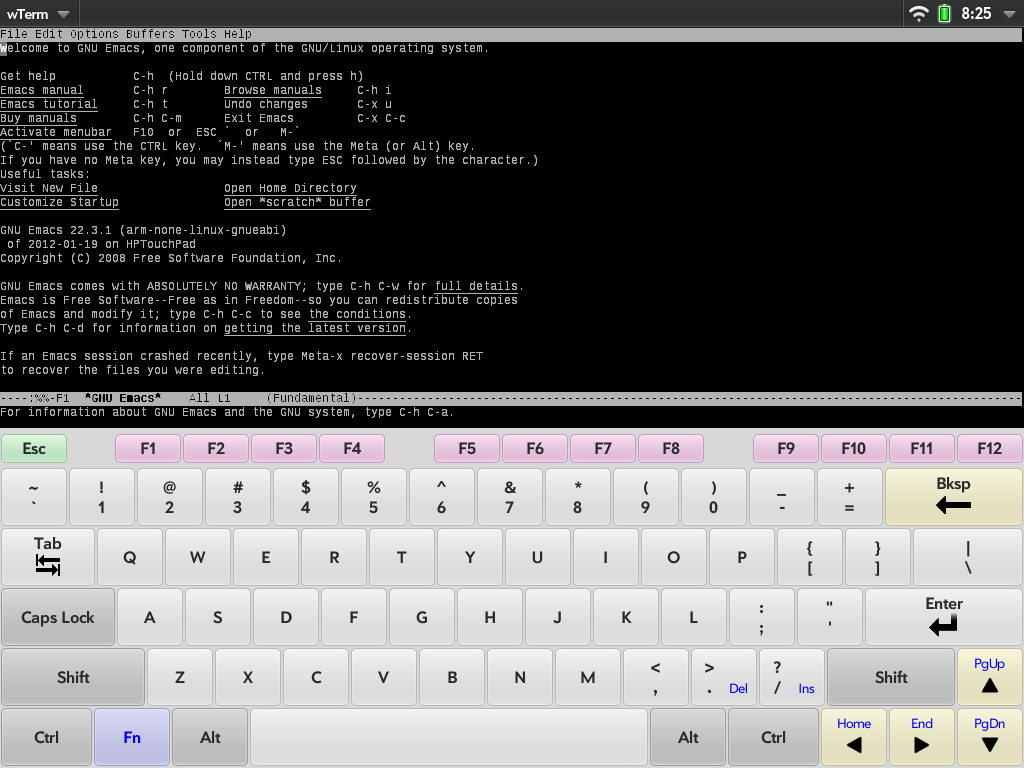 wTerm 8:25
File Edit Options Buffers Tools Help
Welcome to GNU Emacs, one component of the GNU/Linux operating system.
Get help C-h (Hold down CTRL and press h)
Emacs manual C-h r Browse manuals C-h i
Emacs tutorial C-h t Undo changes C-x u
Buy manuals C-h C-m Exit Emacs C-x C-c
Activate menubar F10 or ESC ` or M-`
(`C-' means use the CTRL key. `M-' means use the Meta (or Alt) key.
If you have no Meta key, you may instead type ESC followed by the character.)
Useful tasks:
Visit New File Open Home Directory
Customize Startup Open *scratch* buffer
GNU Emacs 22.3.1 (arm-none-linux-gnueabi)
of 2012-01-19 on HPTouchPad
Copyright (C) 2008 Free Software Foundation, Inc.
GNU Emacs comes with ABSOLUTELY NO WARRANTY; type C-h C-w for full details.
Emacs is Free Software--Free as in Freedom--so you can redistribute copies
of Emacs and modify it; type C-h C-c to see the conditions.
Type C-h C-d for information on getting the latest version.
If an Emacs session crashed recently, type Meta-x recover-session RET
to recover the files you were editing.
----:%%-F1 *GNU Emacs* All L1 (Fundamental)-----------------------------------------------------------------------------------------------
For information about GNU Emacs and the GNU system, type C-h C-a.
Esc F1 F2 F3 F4 F5 F6 F7 F8 F9 F10 F11 F12
~ ! @ # $ % ^ & * ( ) _ + Bksp
` 1 2 3 4 5 6 7 8 9 0 - =
Tab Q W E R T Y U I O P { } |
[ ] \
Caps Lock A S D F G H J K L : " Enter
; '
Shift Z X C V B N M < > ? Shift PgUp
, . Del / Ins
Ctrl Fn Alt Alt Ctrl Home End PgDn